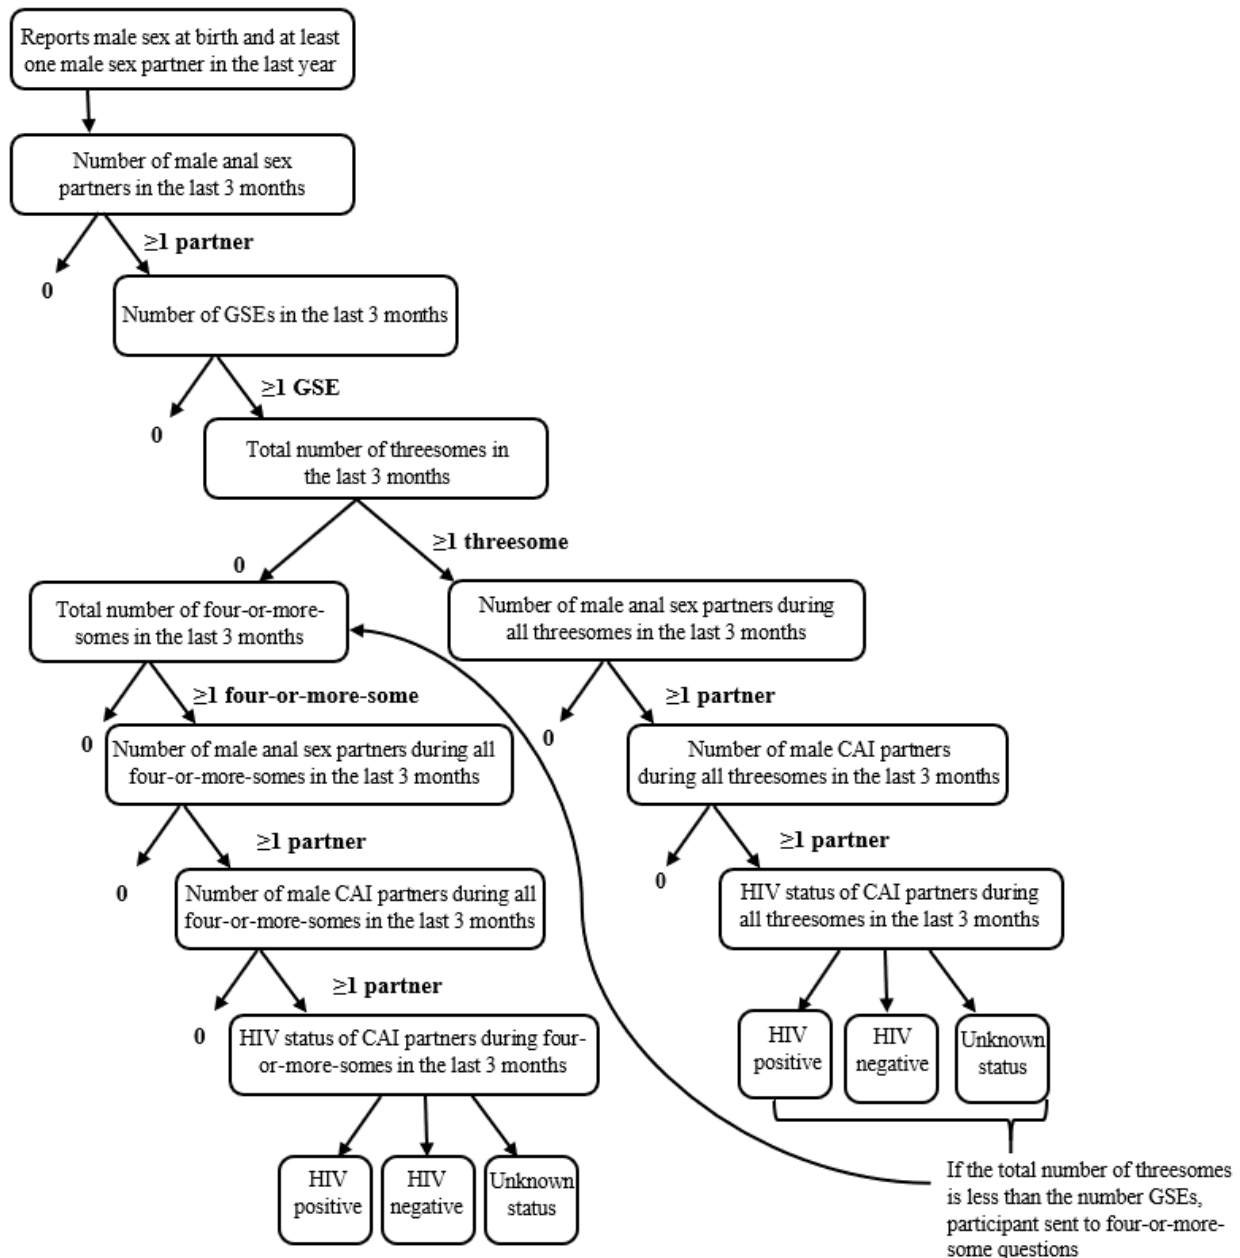 Reports male sex at birth and at least
one male sex partner in the last year
Number of male anal sex
partners in the last 3 months
≥1 partner
0
Number of GSEs in the last 3 months
≥1 GSE
0
Total number of threesomes in
the last 3 months
≥1 threesome
0
Total number of four-or-more-
somes in the last 3 months
Number of male anal sex partners during
all threesomes in the last 3 months
≥1 four-or-more-some
0
≥1 partner
0
Number of male anal sex partners during all
four-or-more-somes in the last 3 months
Number of male CAI partners
during all threesomes in the last 3 months
≥1 partner
0
≥1 partner
0
Number of male CAI partners during all
four-or-more-somes in the last 3 months
HIV status of CAI partners during
all threesomes in the last 3 months
≥1 partner
0
HIV status of CAI partners during four-
or-more-somes in the last 3 months
HIV
positive
HIV
negative
Unknown
status
HIV
positive
HIV
negative
Unknown
status
If the total number of threesomes
is less than the number GSEs,
participant sent to four-or-more-
some questions